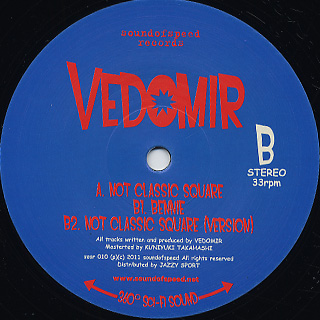 soundofspeed
records
VEDOMIR
B
STEREO
33rpm
A. NOT CLASSIC SQUARE
B1. BENKIE
B2. NOT CLASSIC SQUARE (VERSION)
All tracks written and produced by VEDOMIR
Mastered by KUNIYUKI TAKAHASHI
sosr 010 (p)(c) 2011 soundofspeed All rights reserved
Distributed by JAZZY SPORT
www.soundofspeed.net
360° SCI-FI SOUND